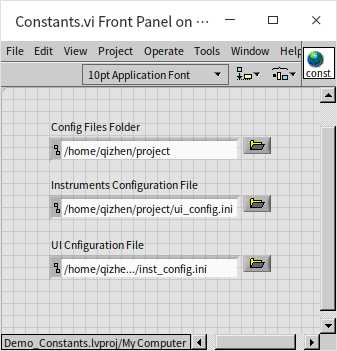 Constants.vi Front Panel on ...
File Edit View Project Operate Tools Window Help
10pt Application Font
const
Config Files Folder
/home/qizhen/project
Instruments Configuration File
/home/qizhen/project/ui_config.ini
UI Cnfiguration File
/home/qizhe.../inst_config.ini
Demo_Constants.lvproj/My Computer